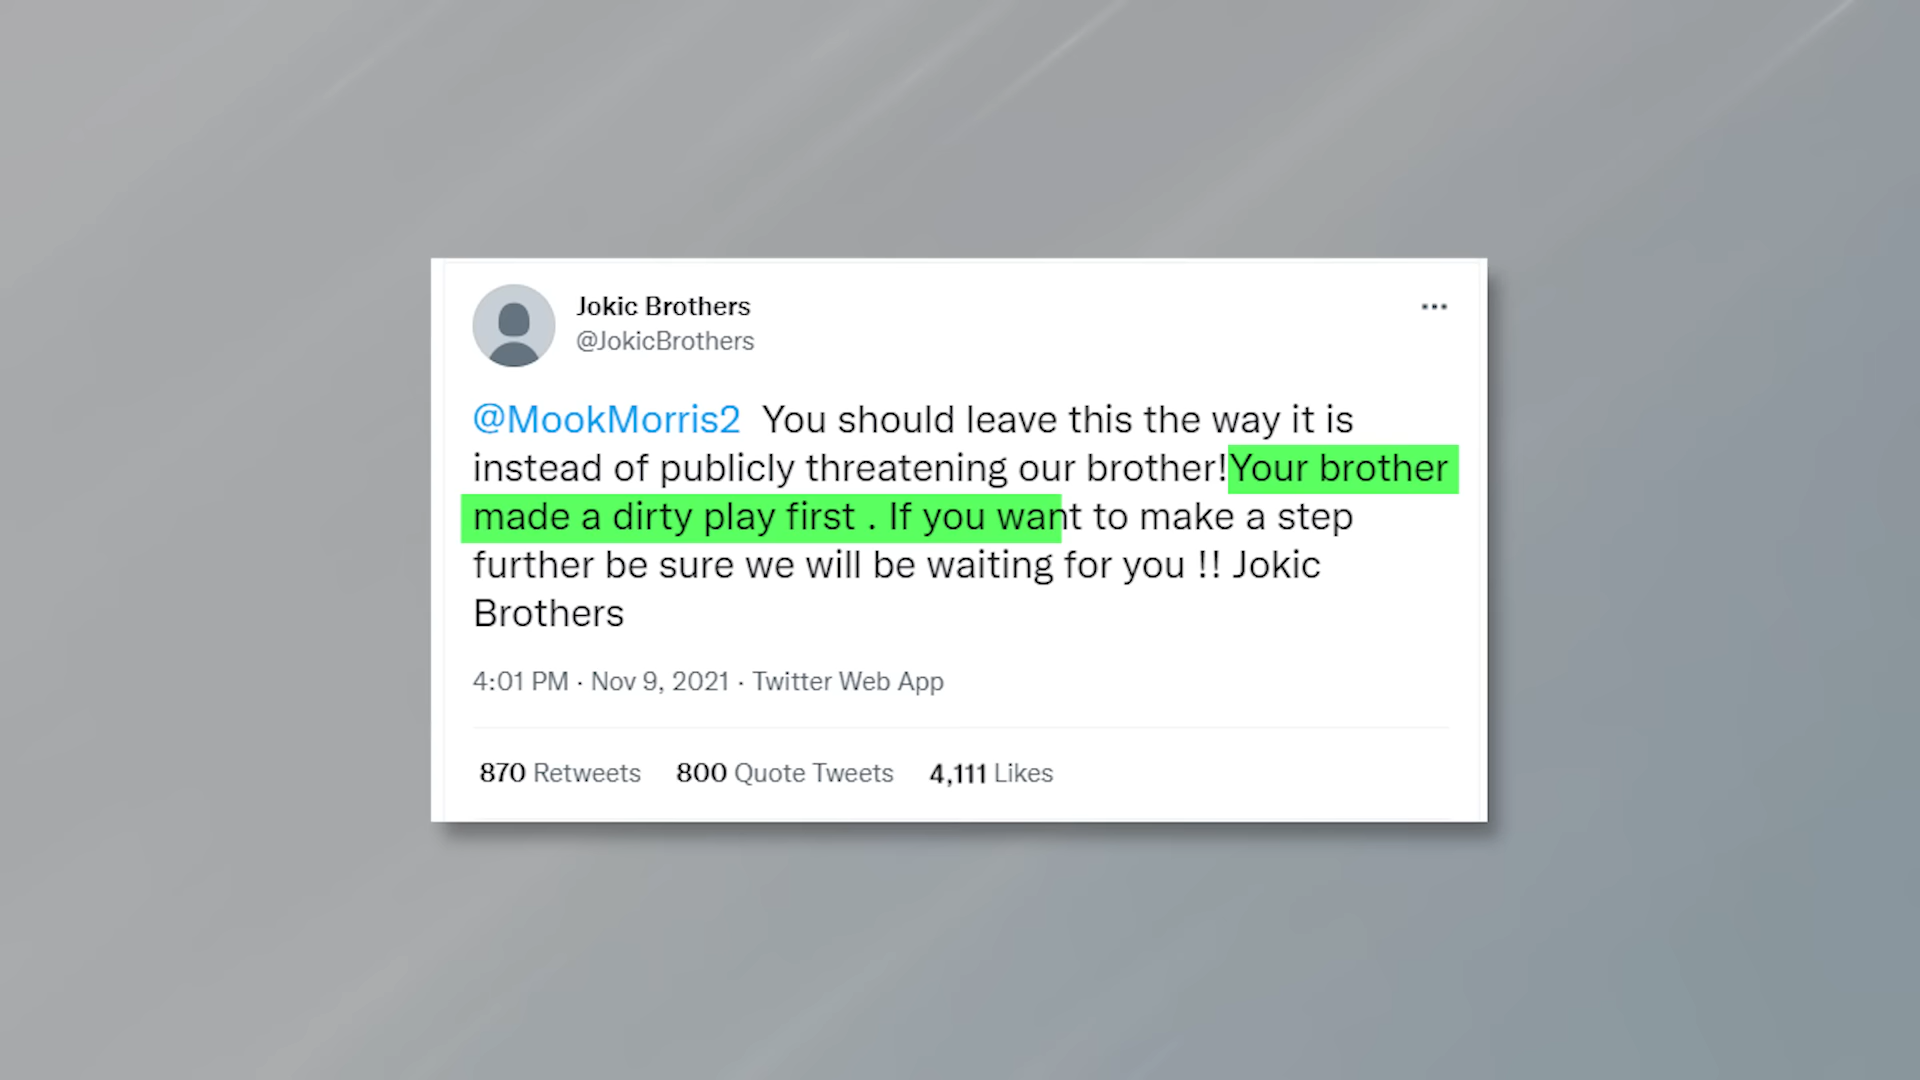 Jokic Brothers
@JokicBrothers
@MookMorris2 You should leave this the way it is
instead of publicly threatening our brother!Your brother
made a dirty play first . If you want to make a step
further be sure we will be waiting for you !! Jokic
Brothers
4:01 PM · Nov 9, 2021 · Twitter Web App
870 Retweets 800 Quote Tweets 4,111 Likes